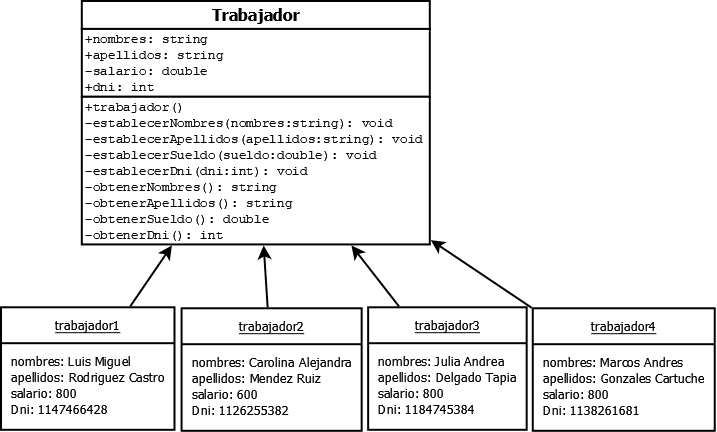 Trabajador
+nombres: string
+apellidos: string
-salario: double
+dni: int
+trabajador()
-establecerNombres(nombres:string): void
-establecerApellidos(apellidos:string): void
-establecerSueldo(sueldo:double): void
-establecerDni(dni:int): void
-obtenerNombres(): string
-obtenerApellidos(): string
-obtenerSueldo(): double
-obtenerDni(): int
trabajador1
nombres: Luis Miguel
apellidos: Rodriguez Castro
salario: 800
Dni: 1147466428
trabajador2
nombres: Carolina Alejandra
apellidos: Mendez Ruiz
salario: 600
Dni: 1126255382
trabajador3
nombres: Julia Andrea
apellidos: Delgado Tapia
salario: 800
Dni: 1184745384
trabajador4
nombres: Marcos Andres
apellidos: Gonzales Cartuche
salario: 800
Dni: 1138261681